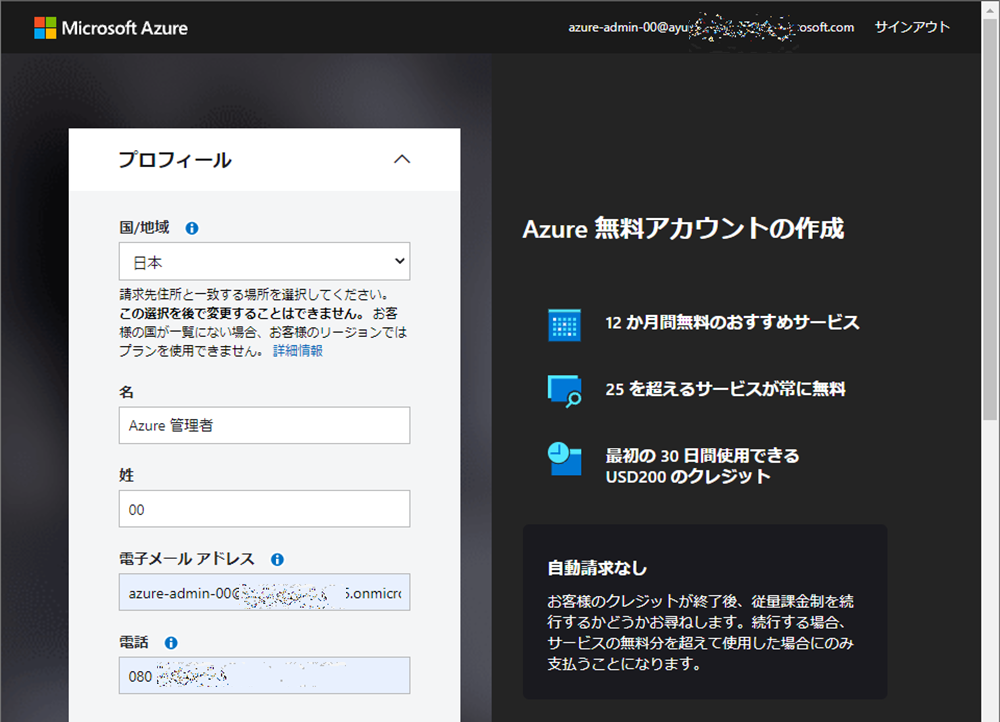 Microsoft Azure
azure-admin-00@ayu osoft.com サインアウト
プロフィール
国/地域
日本
請求先住所と一致する場所を選択してください。
この選択を後で変更することはできません。 お客
様の国が一覧にない場合、お客様のリージョンでは
プランを使用できません。 詳細情報
名
Azure 管理者
姓
00
電子メール アドレス
azure-admin-00@ .onmicro
電話
080
Azure 無料アカウントの作成
12 か月間無料のおすすめサービス
25 を超えるサービスが常に無料
最初の 30 日間使用できる
USD200 のクレジット
自動請求なし
お客様のクレジットが終了後、従量課金制を続
行するかどうかお尋ねします。続行する場合、
サービスの無料分を超えて使用した場合にのみ
支払うことになります。